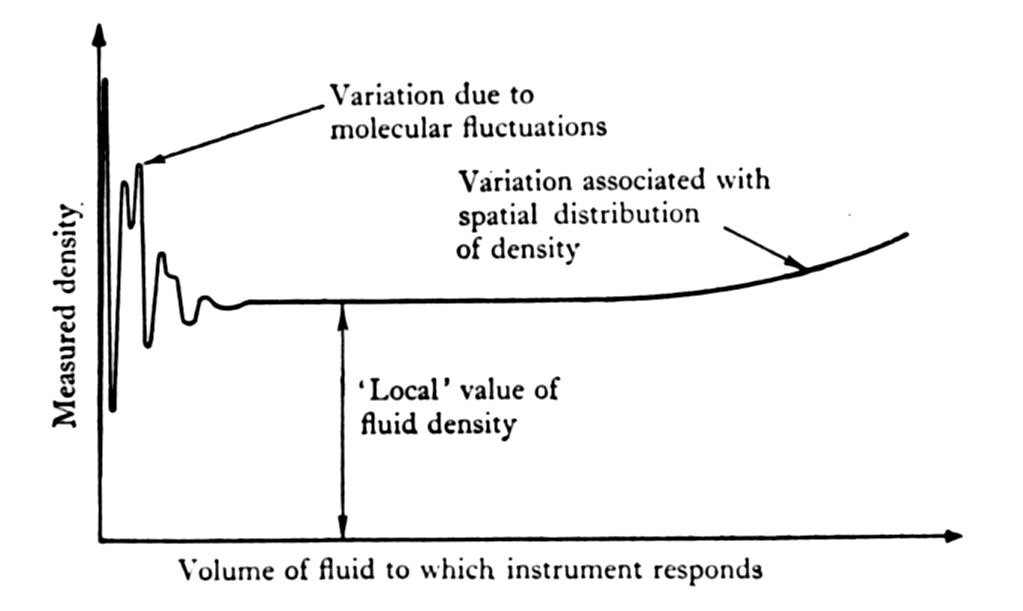 Variation due to
molecular fluctuations
Variation associated with
spatial distribution
of density
Measured density
'Local' value of
fluid density
Volume of fluid to which instrument responds